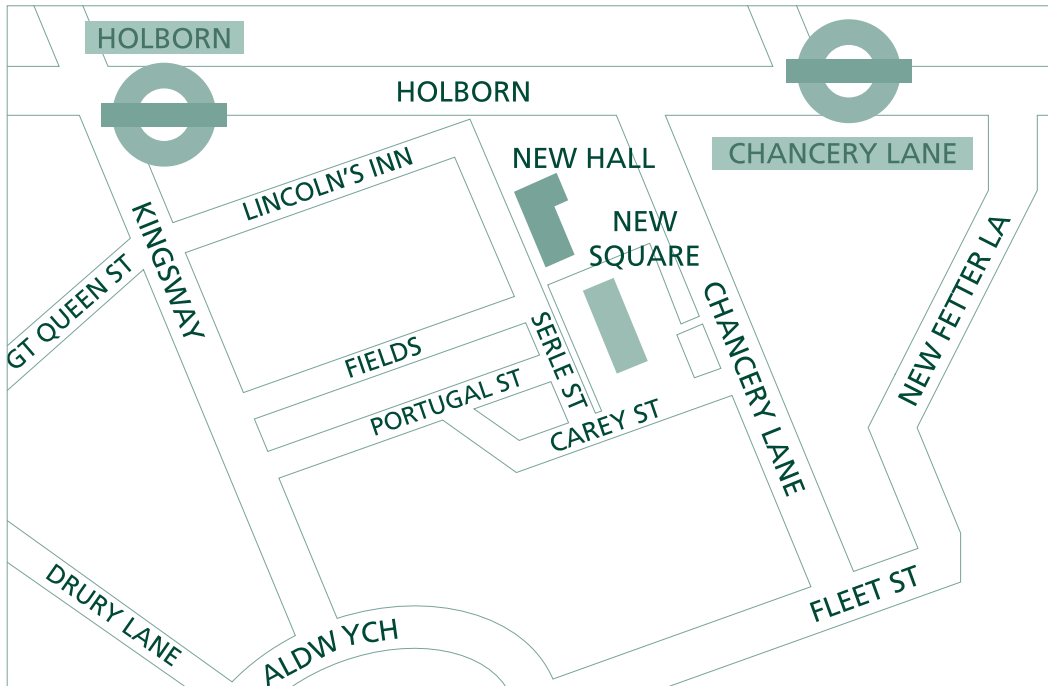 HOLBORN
HOLBORN
CHANCERY LANE
NEW HALL
LINCOLN'S INN
NEW
SQUARE
KINGSWAY
GT QUEEN ST
NEW FETTER LA
CHANCERY LANE
SERLE ST
FIELDS
PORTUGAL ST
CAREY ST
DRURY LANE
ALDW YCH
FLEET ST